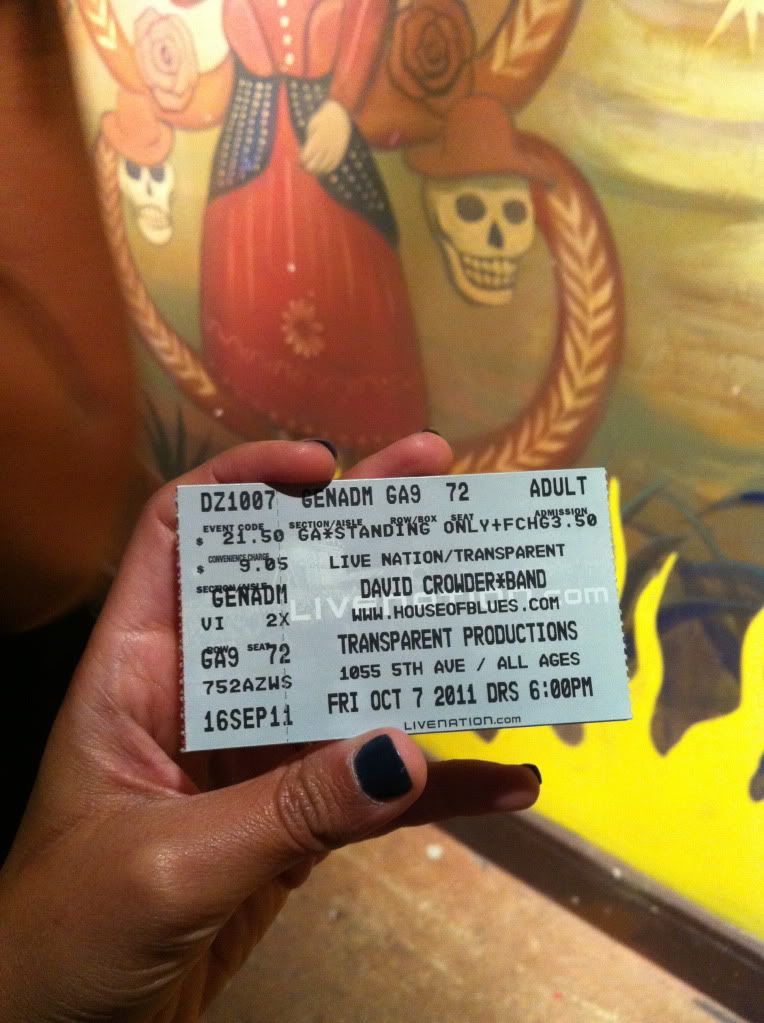 DZ1007 GENADM GA9 72 ADULT
EVENT CODE SECTION/AISLE ROW/BOX SEAT ADMISSION
$ 21.50 GA*STANDING ONLY+FCHG3.50
CONVENIENCE CHARGE
$ 9.05 LIVE NATION/TRANSPARENT
SECTION/AISLE
GENADM DAVID CROWDER*BAND
LIVENATION.com
VI 2X WWW.HOUSEOFBLUES.COM
ROW SEAT
GA9 72 TRANSPARENT PRODUCTIONS
752AZWS 1055 5TH AVE / ALL AGES
16SEP11 FRI OCT 7 2011 DRS 6:00PM
LIVENATION.com